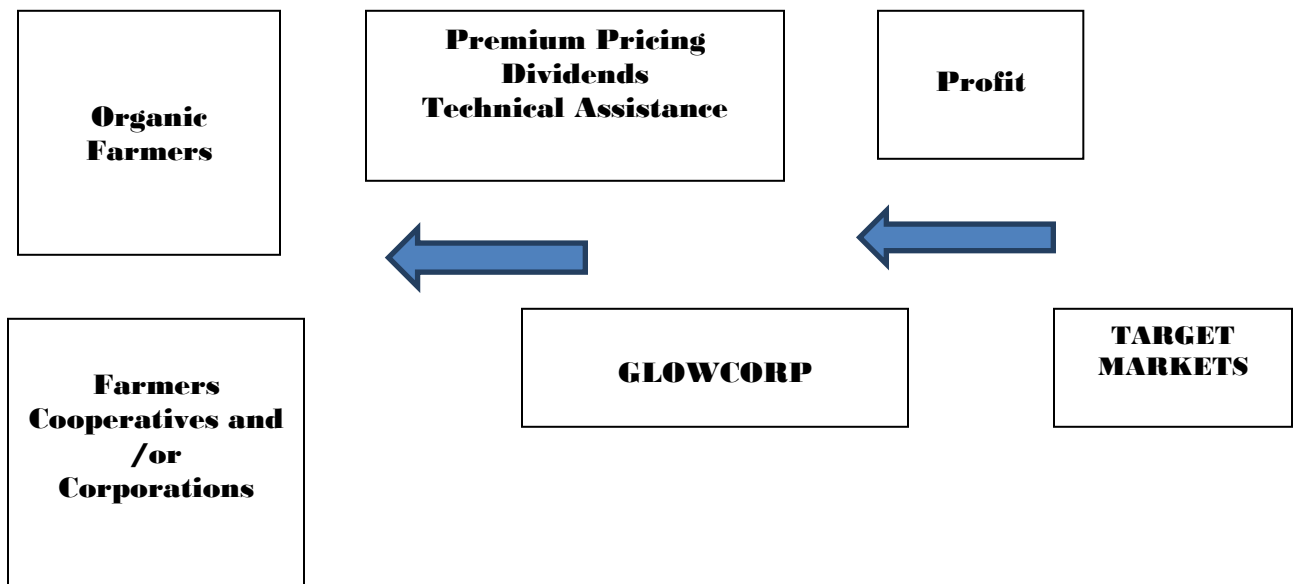 Organic
Farmers
Premium Pricing
Dividends
Technical Assistance
Profit
Farmers
Cooperatives and
/or
Corporations
GLOWCORP
TARGET
MARKETS